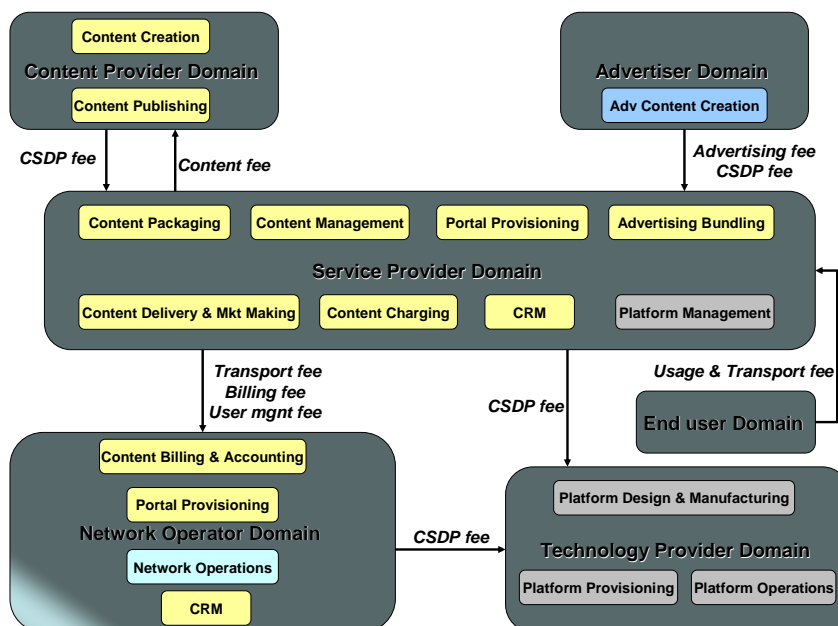 Content Creation
Content Provider Domain
Content Publishing
Advertiser Domain
Adv Content Creation
CSDP fee
Content fee
Advertising fee
CSDP fee
Content Packaging
Content Management
Portal Provisioning
Advertising Bundling
Service Provider Domain
Content Delivery & Mkt Making
Content Charging
CRM
Platform Management
Transport fee
Billing fee
User mgnt fee
CSDP fee
Usage & Transport fee
End user Domain
Content Billing & Accounting
Portal Provisioning
Network Operator Domain
Network Operations
CRM
CSDP fee
Platform Design & Manufacturing
Technology Provider Domain
Platform Provisioning
Platform Operations